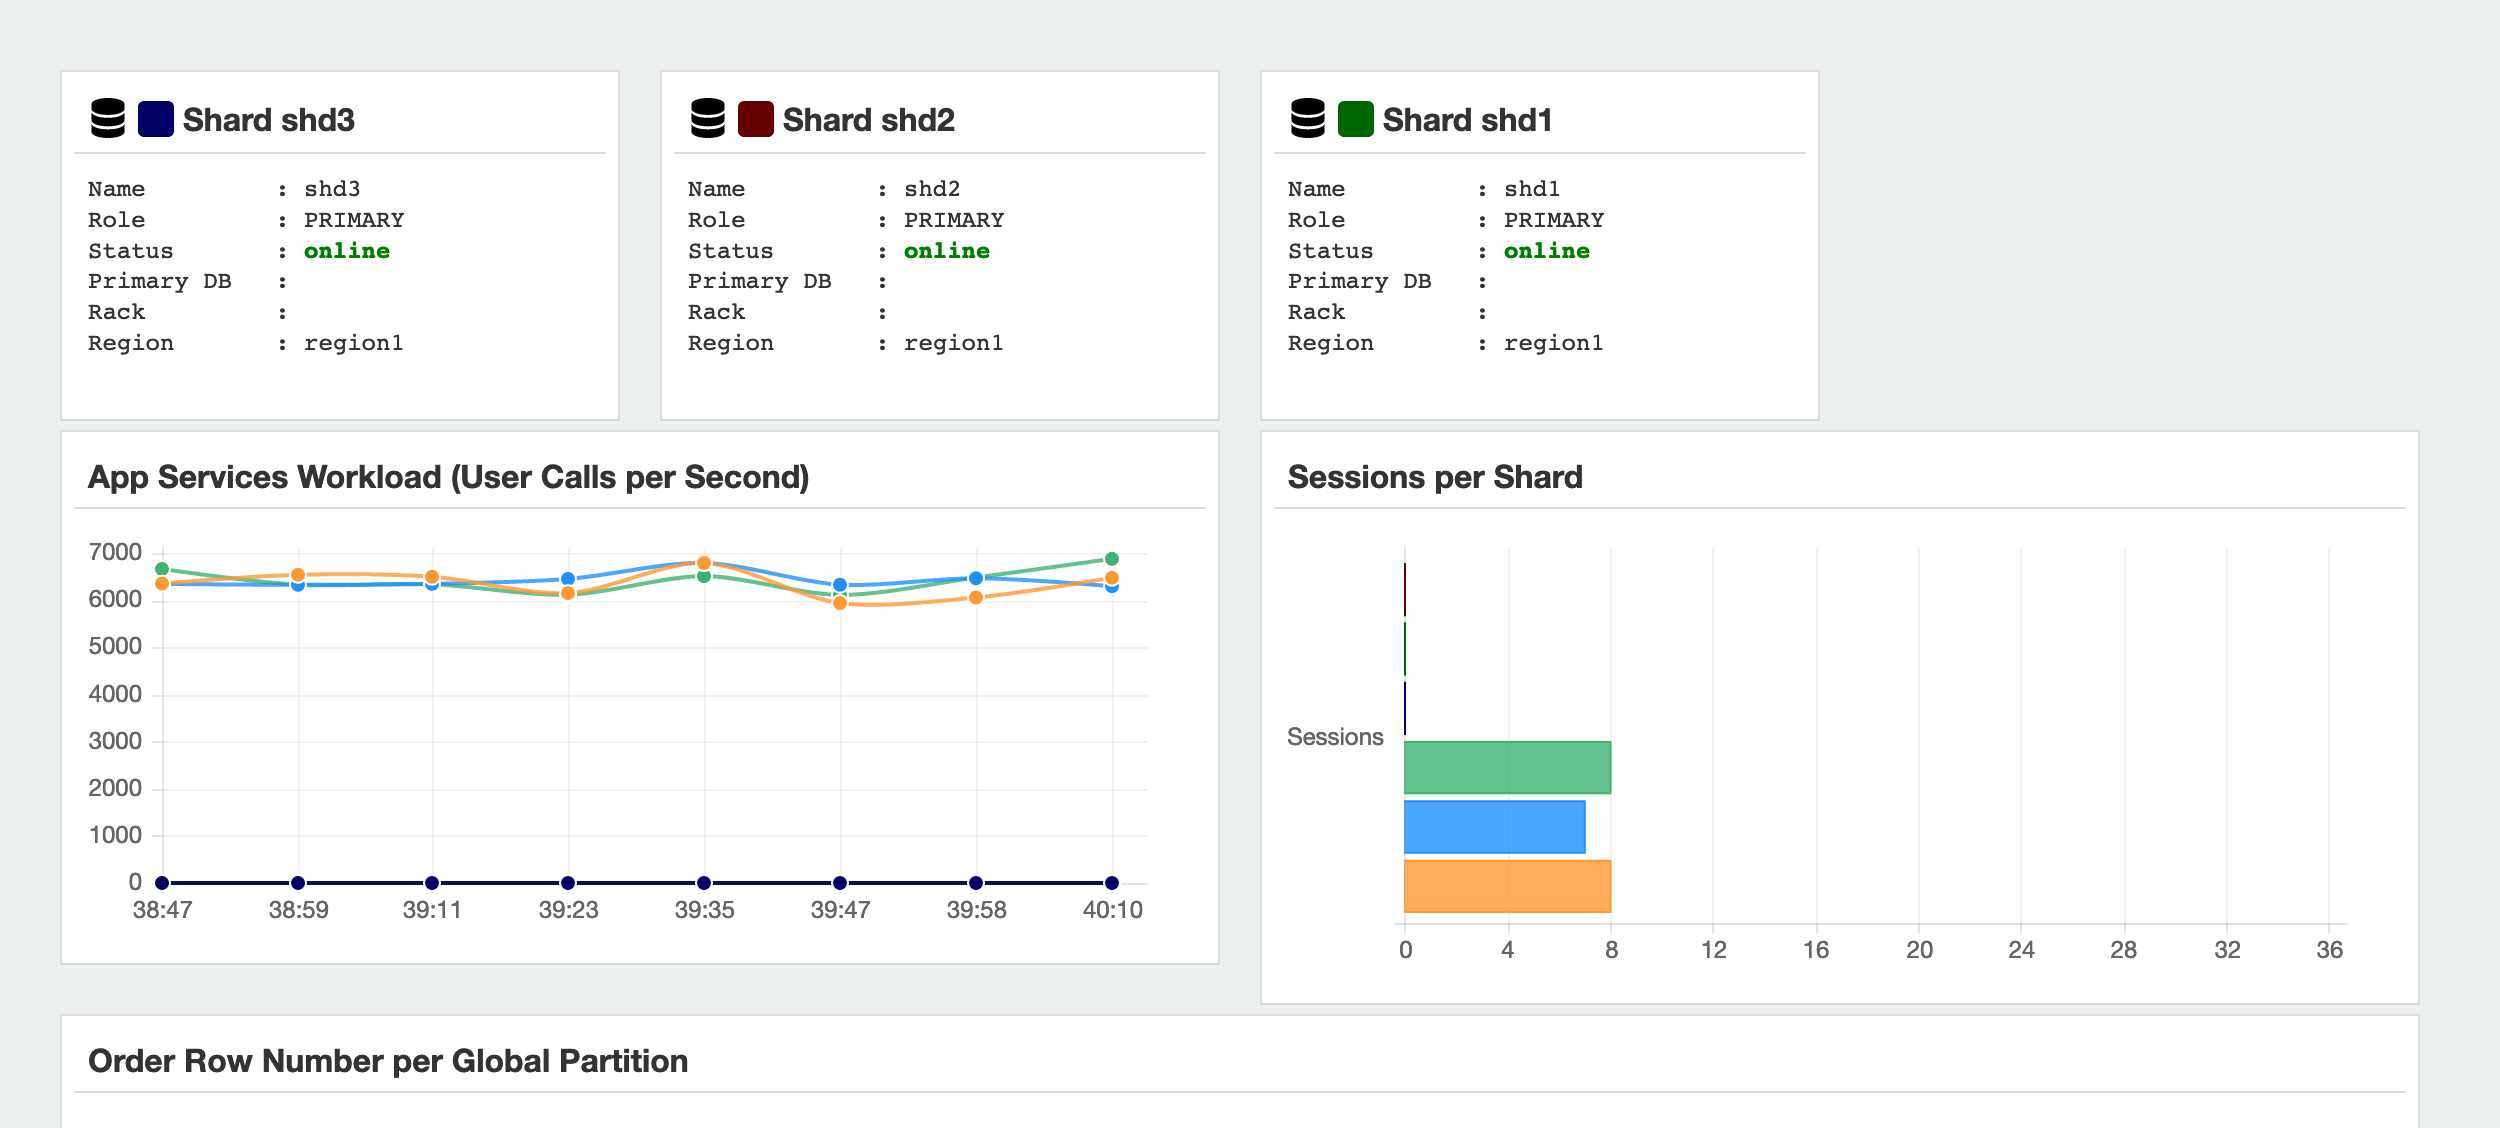 Shard shd3
Name : shd3
Role : PRIMARY
Status : online
Primary DB :
Rack :
Region : region1
Shard shd2
Name : shd2
Role : PRIMARY
Status : online
Primary DB :
Rack :
Region : region1
Shard shd1
Name : shd1
Role : PRIMARY
Status : online
Primary DB :
Rack :
Region : region1
App Services Workload (User Calls per Second)
7000
6000
5000
4000
3000
2000
1000
0
38:47 38:59 39:11 39:23 39:35 39:47 39:58 40:10
Sessions per Shard
Sessions
0 4 8 12 16 20 24 28 32 36
Order Row Number per Global Partition